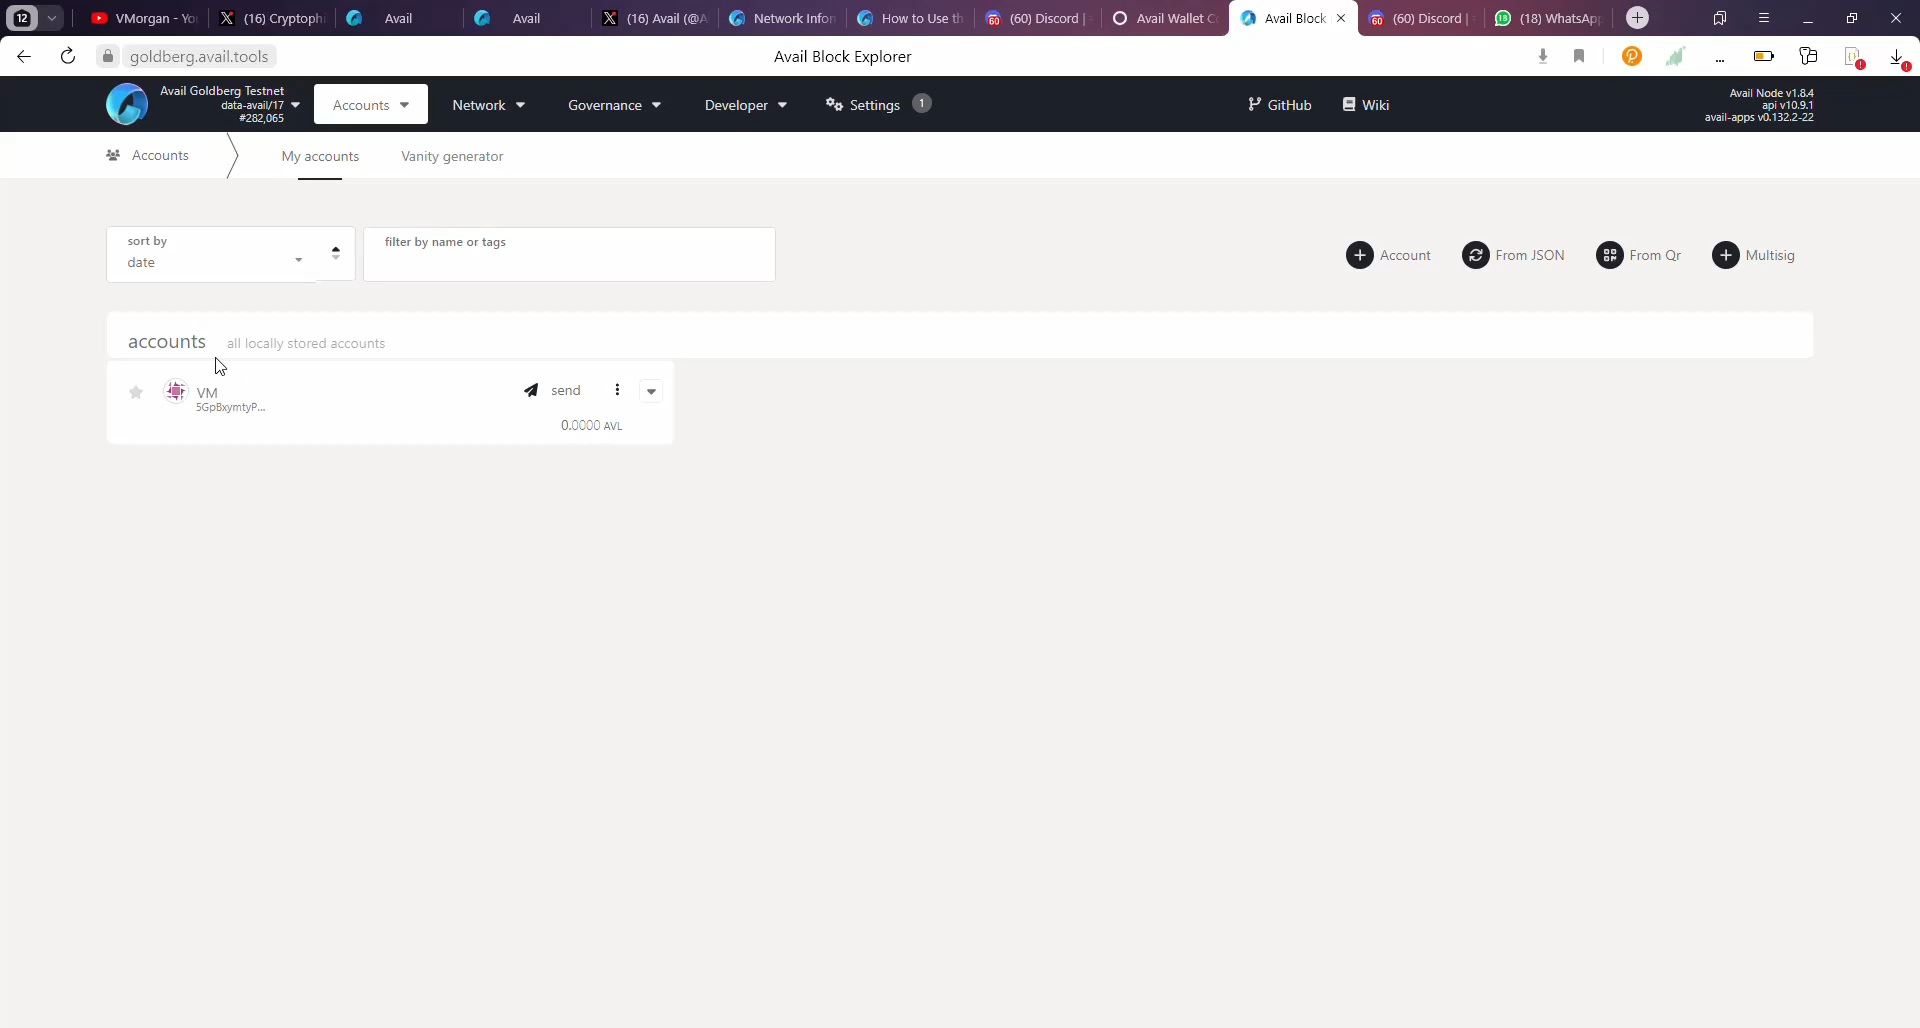 12
VMorgan - Yo
(16) Cryptophi
Avail
Avail
(16) Avail (@A
Network Infor
How to Use th
(60) Discord |
Avail Wallet C
Avail Block
(60) Discord |
(18) WhatsApp
goldberg.avail.tools
Avail Block Explorer
Avail Goldberg Testnet
data-avail/17
#282,065
Accounts
Network
Governance
Developer
Settings
1
GitHub
Wiki
Avail Node v1.8.4
api v10.9.1
avail-apps v0.132.2-22
Accounts
My accounts
Vanity generator
sort by
date
filter by name or tags
Account
From JSON
From Qr
Multisig
accounts
all locally stored accounts
VM
5GpBxymtyP...
send
0.0000 AVL